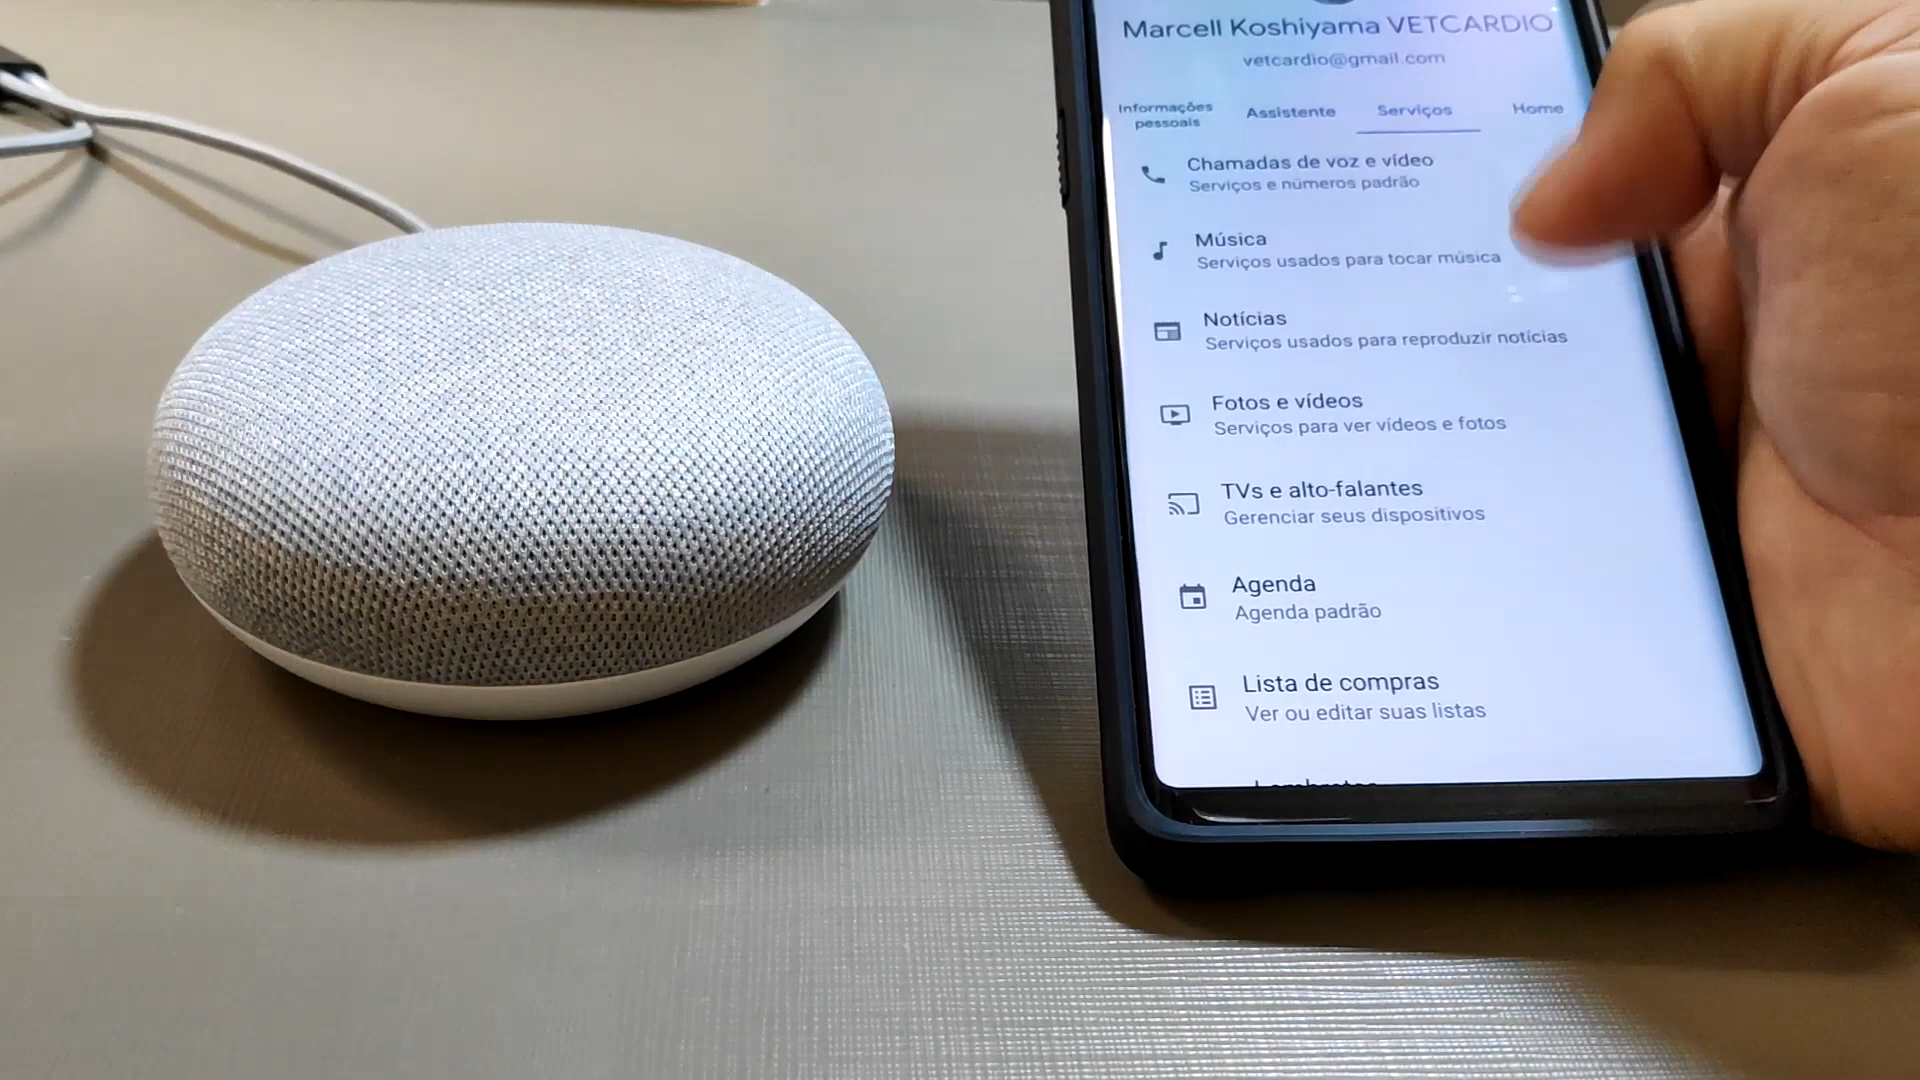 Marcell Koshiyama VETCARDIO
vetcardio@gmail.com
Informações
pessoais
Assistente
Serviços
Home
Chamadas de voz e vídeo
Serviços e números padrão
Música
Serviços usados para tocar música
Notícias
Serviços usados para reproduzir notícias
Fotos e vídeos
Serviços para ver vídeos e fotos
TVs e alto-falantes
Gerenciar seus dispositivos
Agenda
Agenda padrão
Lista de compras
Ver ou editar suas listas